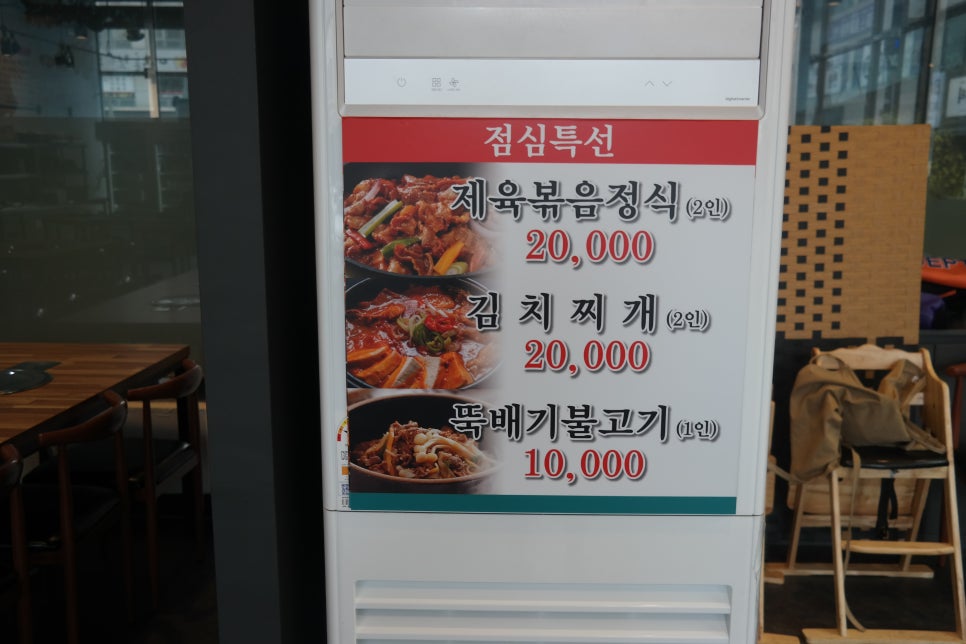 점심특선
제육볶음정식 (2인)
20,000
김치찌개 (2인)
20,000
뚝배기불고기 (1인)
10,000